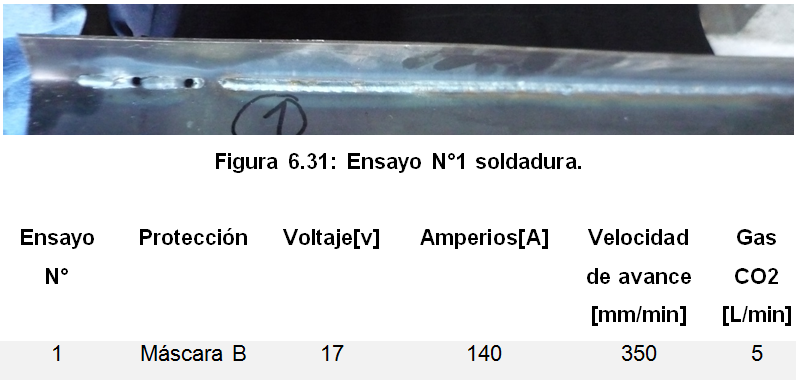 1
Figura 6.31: Ensayo N°1 soldadura.
Ensayo N° Protección Voltaje[v] Amperios[A] Velocidad de avance [mm/min] Gas CO2 [L/min]
1 Máscara B 17 140 350 5